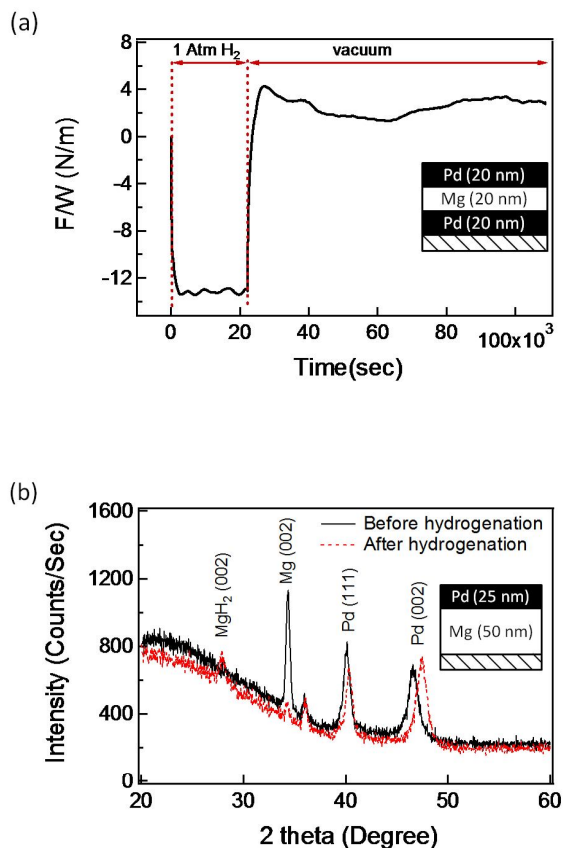 (a)
1 Atm H₂
vacuum
8
4
0
-4
-8
-12
F/W (N/m)
Pd (20 nm)
Mg (20 nm)
Pd (20 nm)
0
20
40
60
80
100x10³
Time(sec)
(b)
1600
1200
800
400
0
Intensity (Counts/Sec)
MgH₂ (002)
Mg (002)
Pd (111)
Pd (002)
Before hydrogenation
After hydrogenation
Pd (25 nm)
Mg (50 nm)
20
30
40
50
60
2 theta (Degree)